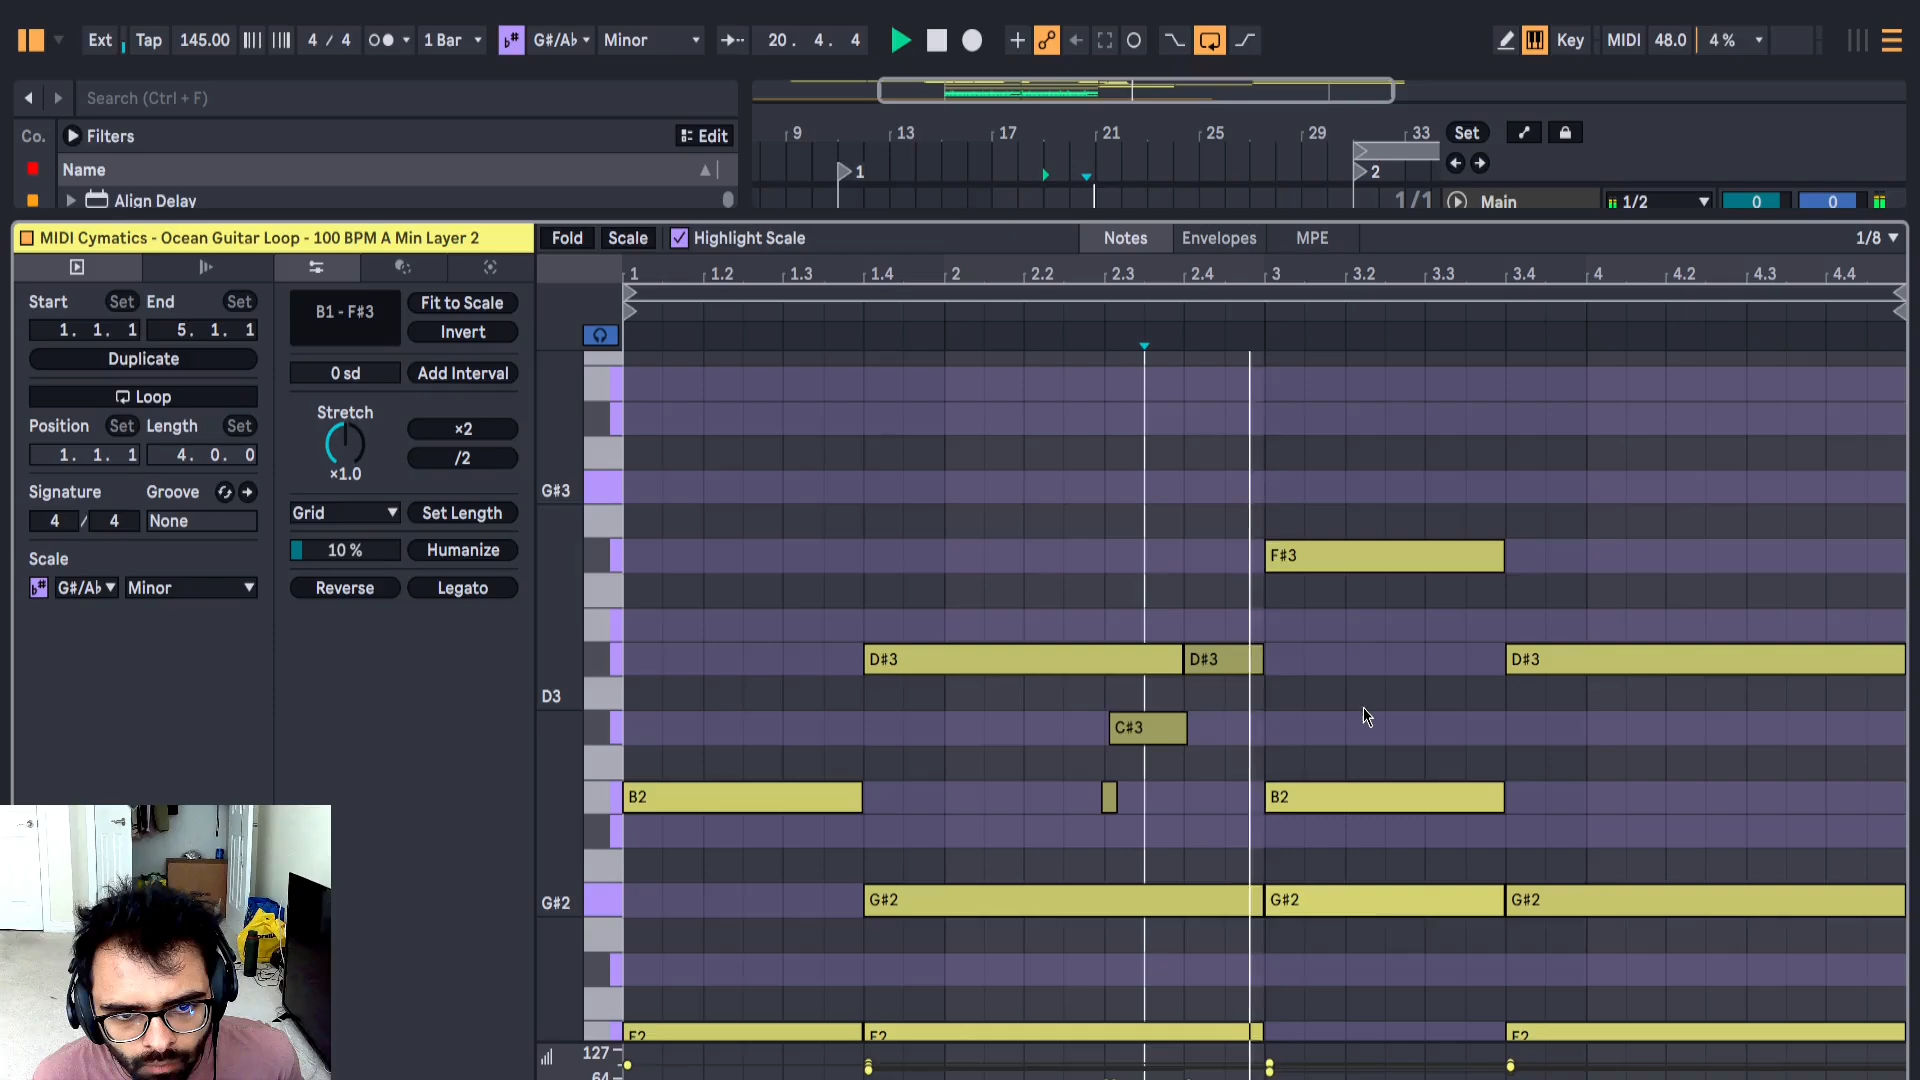 Ext Tap 145.00 4 / 4 1 Bar G#/Ab Minor 20. 4. 4 Key MIDI 48.0 4 %
Search (Ctrl + F)
Co. Filters Edit
Name
Align Delay
9 13 17 21 25 29 33 Set
1 2
1/1 Main 1/2 0 0
MIDI Cymatics - Ocean Guitar Loop - 100 BPM A Min Layer 2
Fold Scale Highlight Scale Notes Envelopes MPE 1/8
1 1.2 1.3 1.4 2 2.2 2.3 2.4 3 3.2 3.3 3.4 4 4.2 4.3 4.4
Start Set End Set
1. 1. 1 5. 1. 1
Duplicate
Loop
Position Set Length Set
1. 1. 1 4. 0. 0
Signature Groove
4 / 4 None
Scale
G#/Ab Minor
B1 - F#3 Fit to Scale
Invert
0 sd Add Interval
Stretch
×2
/2
×1.0
Grid Set Length
10 % Humanize
Reverse Legato
G#3
F#3
D#3 D#3 D#3
D3
C#3
B2 B2
G#2 G#2 G#2 G#2
E2 E2 E2
127
64